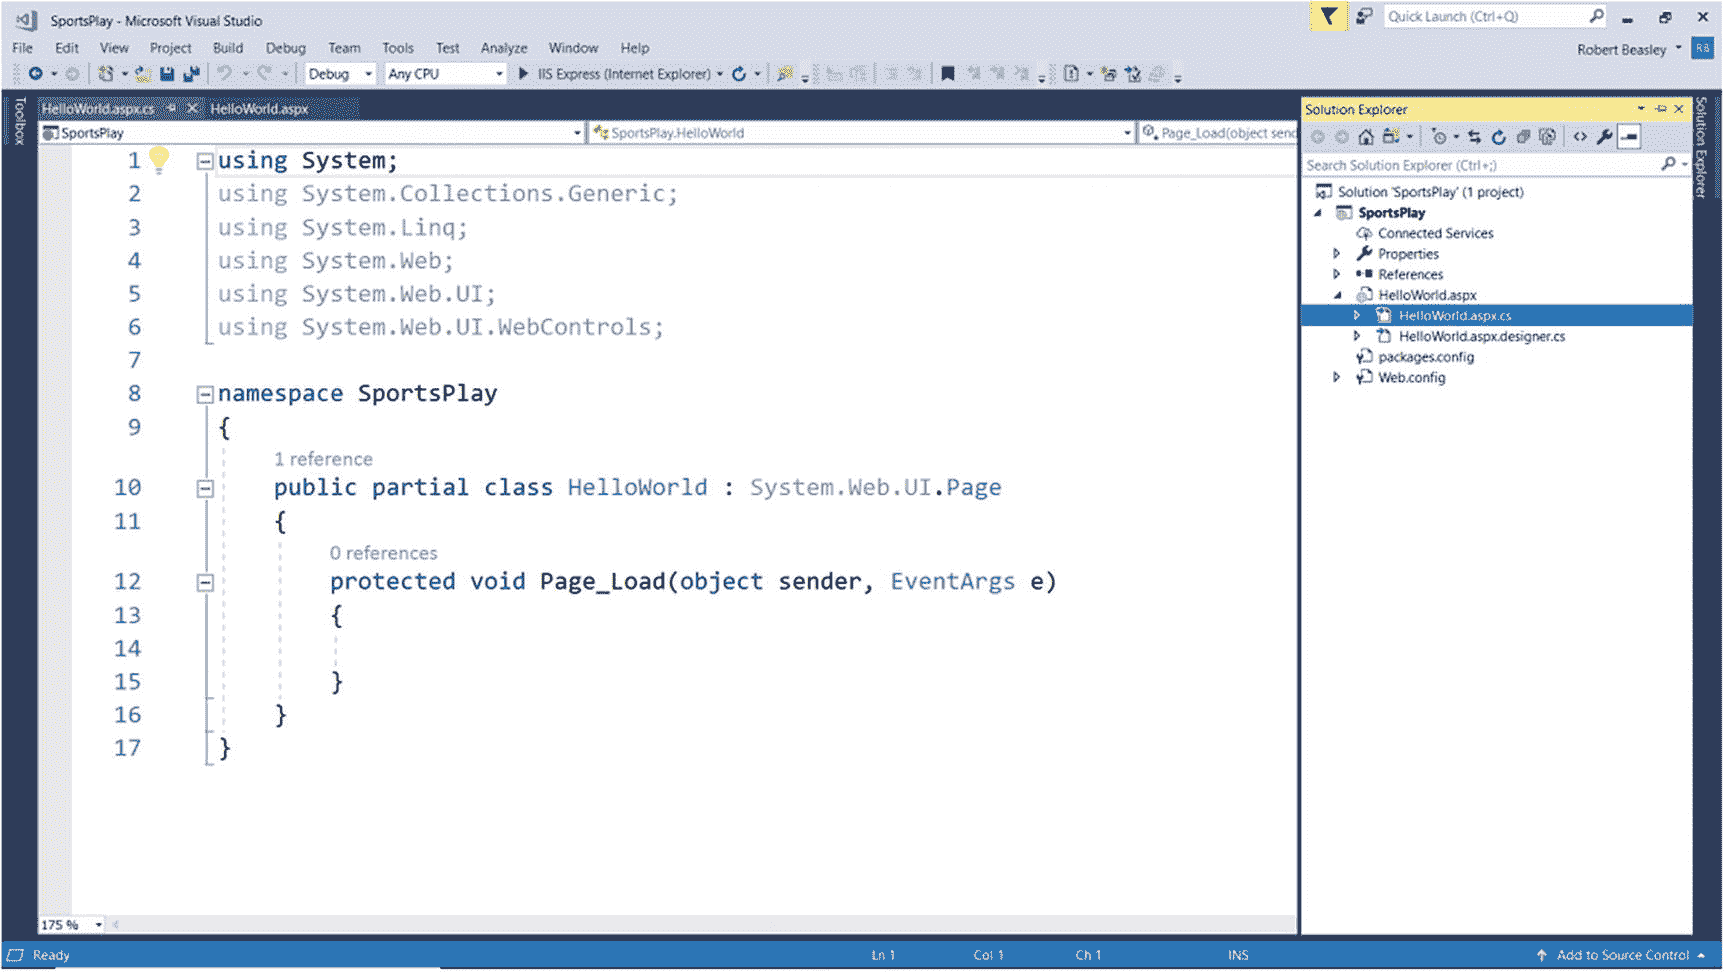 SportsPlay - Microsoft Visual Studio
Quick Launch (Ctrl+Q)
File Edit View Project Build Debug Team Tools Test Analyze Window Help
Robert Beasley RB
Debug Any CPU IIS Express (Internet Explorer)
Toolbox
HelloWorld.aspx.cs HelloWorld.aspx
SportsPlay SportsPlay.HelloWorld Page_Load(object send
1 using System;
2 using System.Collections.Generic;
3 using System.Linq;
4 using System.Web;
5 using System.Web.UI;
6 using System.Web.UI.WebControls;
7
8 namespace SportsPlay
9 {
1 reference
10 public partial class HelloWorld : System.Web.UI.Page
11 {
0 references
12 protected void Page_Load(object sender, EventArgs e)
13 {
14
15 }
16 }
17 }
175 %
Solution Explorer
Search Solution Explorer (Ctrl+;)
Solution 'SportsPlay' (1 project)
SportsPlay
Connected Services
Properties
References
HelloWorld.aspx
HelloWorld.aspx.cs
HelloWorld.aspx.designer.cs
packages.config
Web.config
Solution Explorer
Ready Ln 1 Col 1 Ch 1 INS Add to Source Control